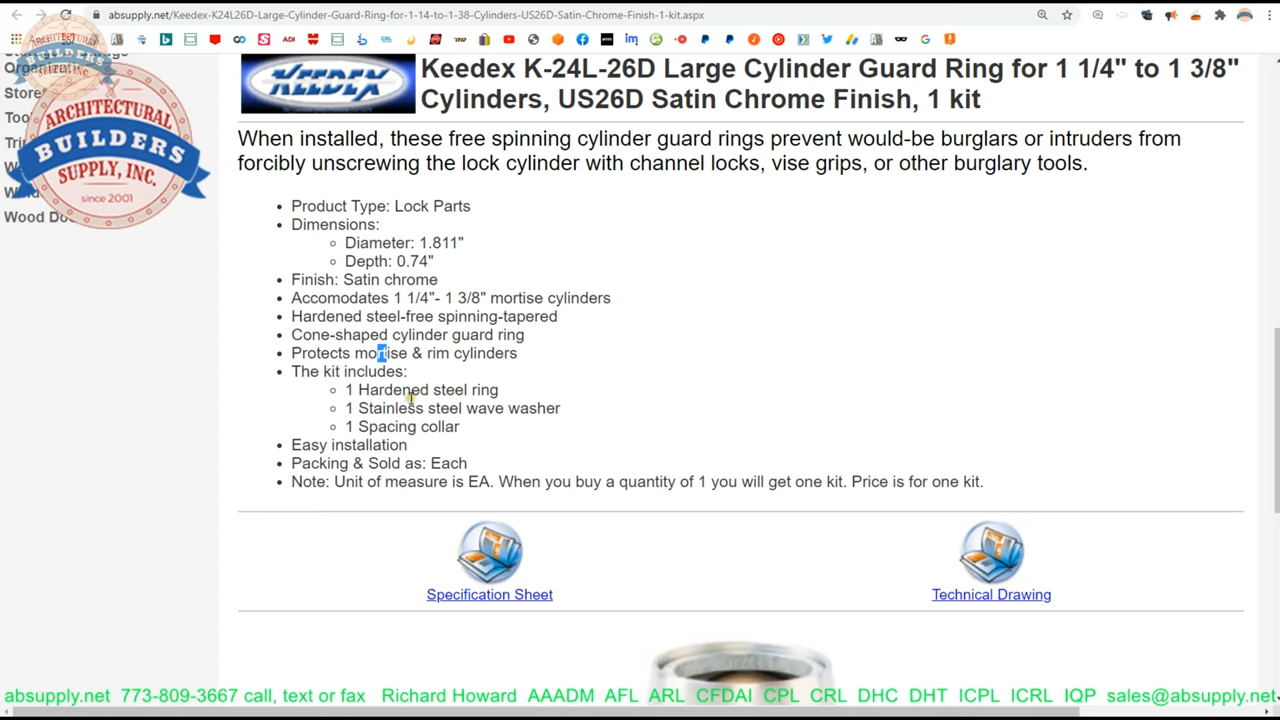 absupply.net/Keedex-K24L26D-Large-Cylinder-Guard-Ring-for-1-14-to-1-38-Cylinders-US26D-Satin-Chrome-Finish-1-kit.aspx
ARCHITECTURAL
BUILDERS
SUPPLY, INC.
since 2001
Wood Do
KEEDEX
Keedex K-24L-26D Large Cylinder Guard Ring for 1 1/4" to 1 3/8"
Cylinders, US26D Satin Chrome Finish, 1 kit
When installed, these free spinning cylinder guard rings prevent would-be burglars or intruders from
forcibly unscrewing the lock cylinder with channel locks, vise grips, or other burglary tools.
Product Type: Lock Parts
Dimensions:
Diameter: 1.811"
Depth: 0.74"
Finish: Satin chrome
Accomodates 1 1/4"- 1 3/8" mortise cylinders
Hardened steel-free spinning-tapered
Cone-shaped cylinder guard ring
Protects mortise & rim cylinders
The kit includes:
1 Hardened steel ring
1 Stainless steel wave washer
1 Spacing collar
Easy installation
Packing & Sold as: Each
Note: Unit of measure is EA. When you buy a quantity of 1 you will get one kit. Price is for one kit.
Specification Sheet
Technical Drawing
absupply.net 773-809-3667 call, text or fax Richard Howard AAADM AFL ARL CFDAI CPL CRL DHC DHT ICPL ICRL IQP sales@absupply.net